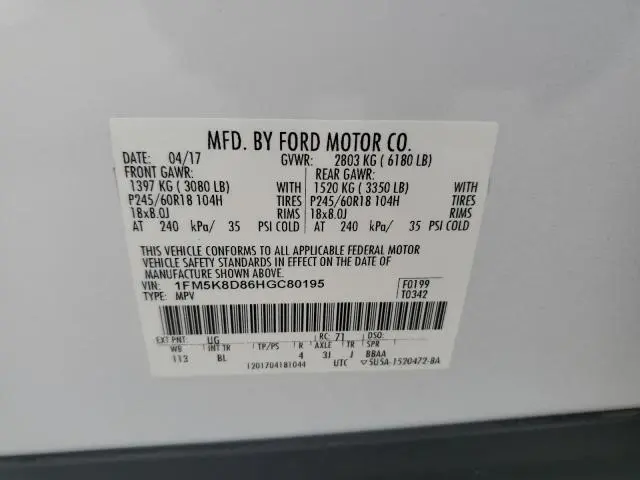 MFD. BY FORD MOTOR CO.
DATE: 04/17 GVWR: 2803 KG ( 6180 LB)
FRONT GAWR: REAR GAWR:
1397 KG ( 3080 LB) WITH 1520 KG ( 3350 LB) WITH
P245/60R18 104H TIRES P245/60R18 104H TIRES
18x8.0J RIMS 18x8.0J RIMS
AT 240 kPa/ 35 PSI COLD AT 240 kPa/ 35 PSI COLD
THIS VEHICLE CONFORMS TO ALL APPLICABLE FEDERAL MOTOR
VEHICLE SAFETY STANDARDS IN EFFECT ON THE DATE OF
MANUFACTURE SHOWN ABOVE.
VIN: 1FM5K8D86HGC80195 F0199
TYPE: MPV T0342
EXT PNT: UG RC: 71 DSO:
WB INT TR TP/PS R AXLE TR SPR
113 BL 4 3J J BBAA
1201704181044 UTC 5U5A-1520472-BA